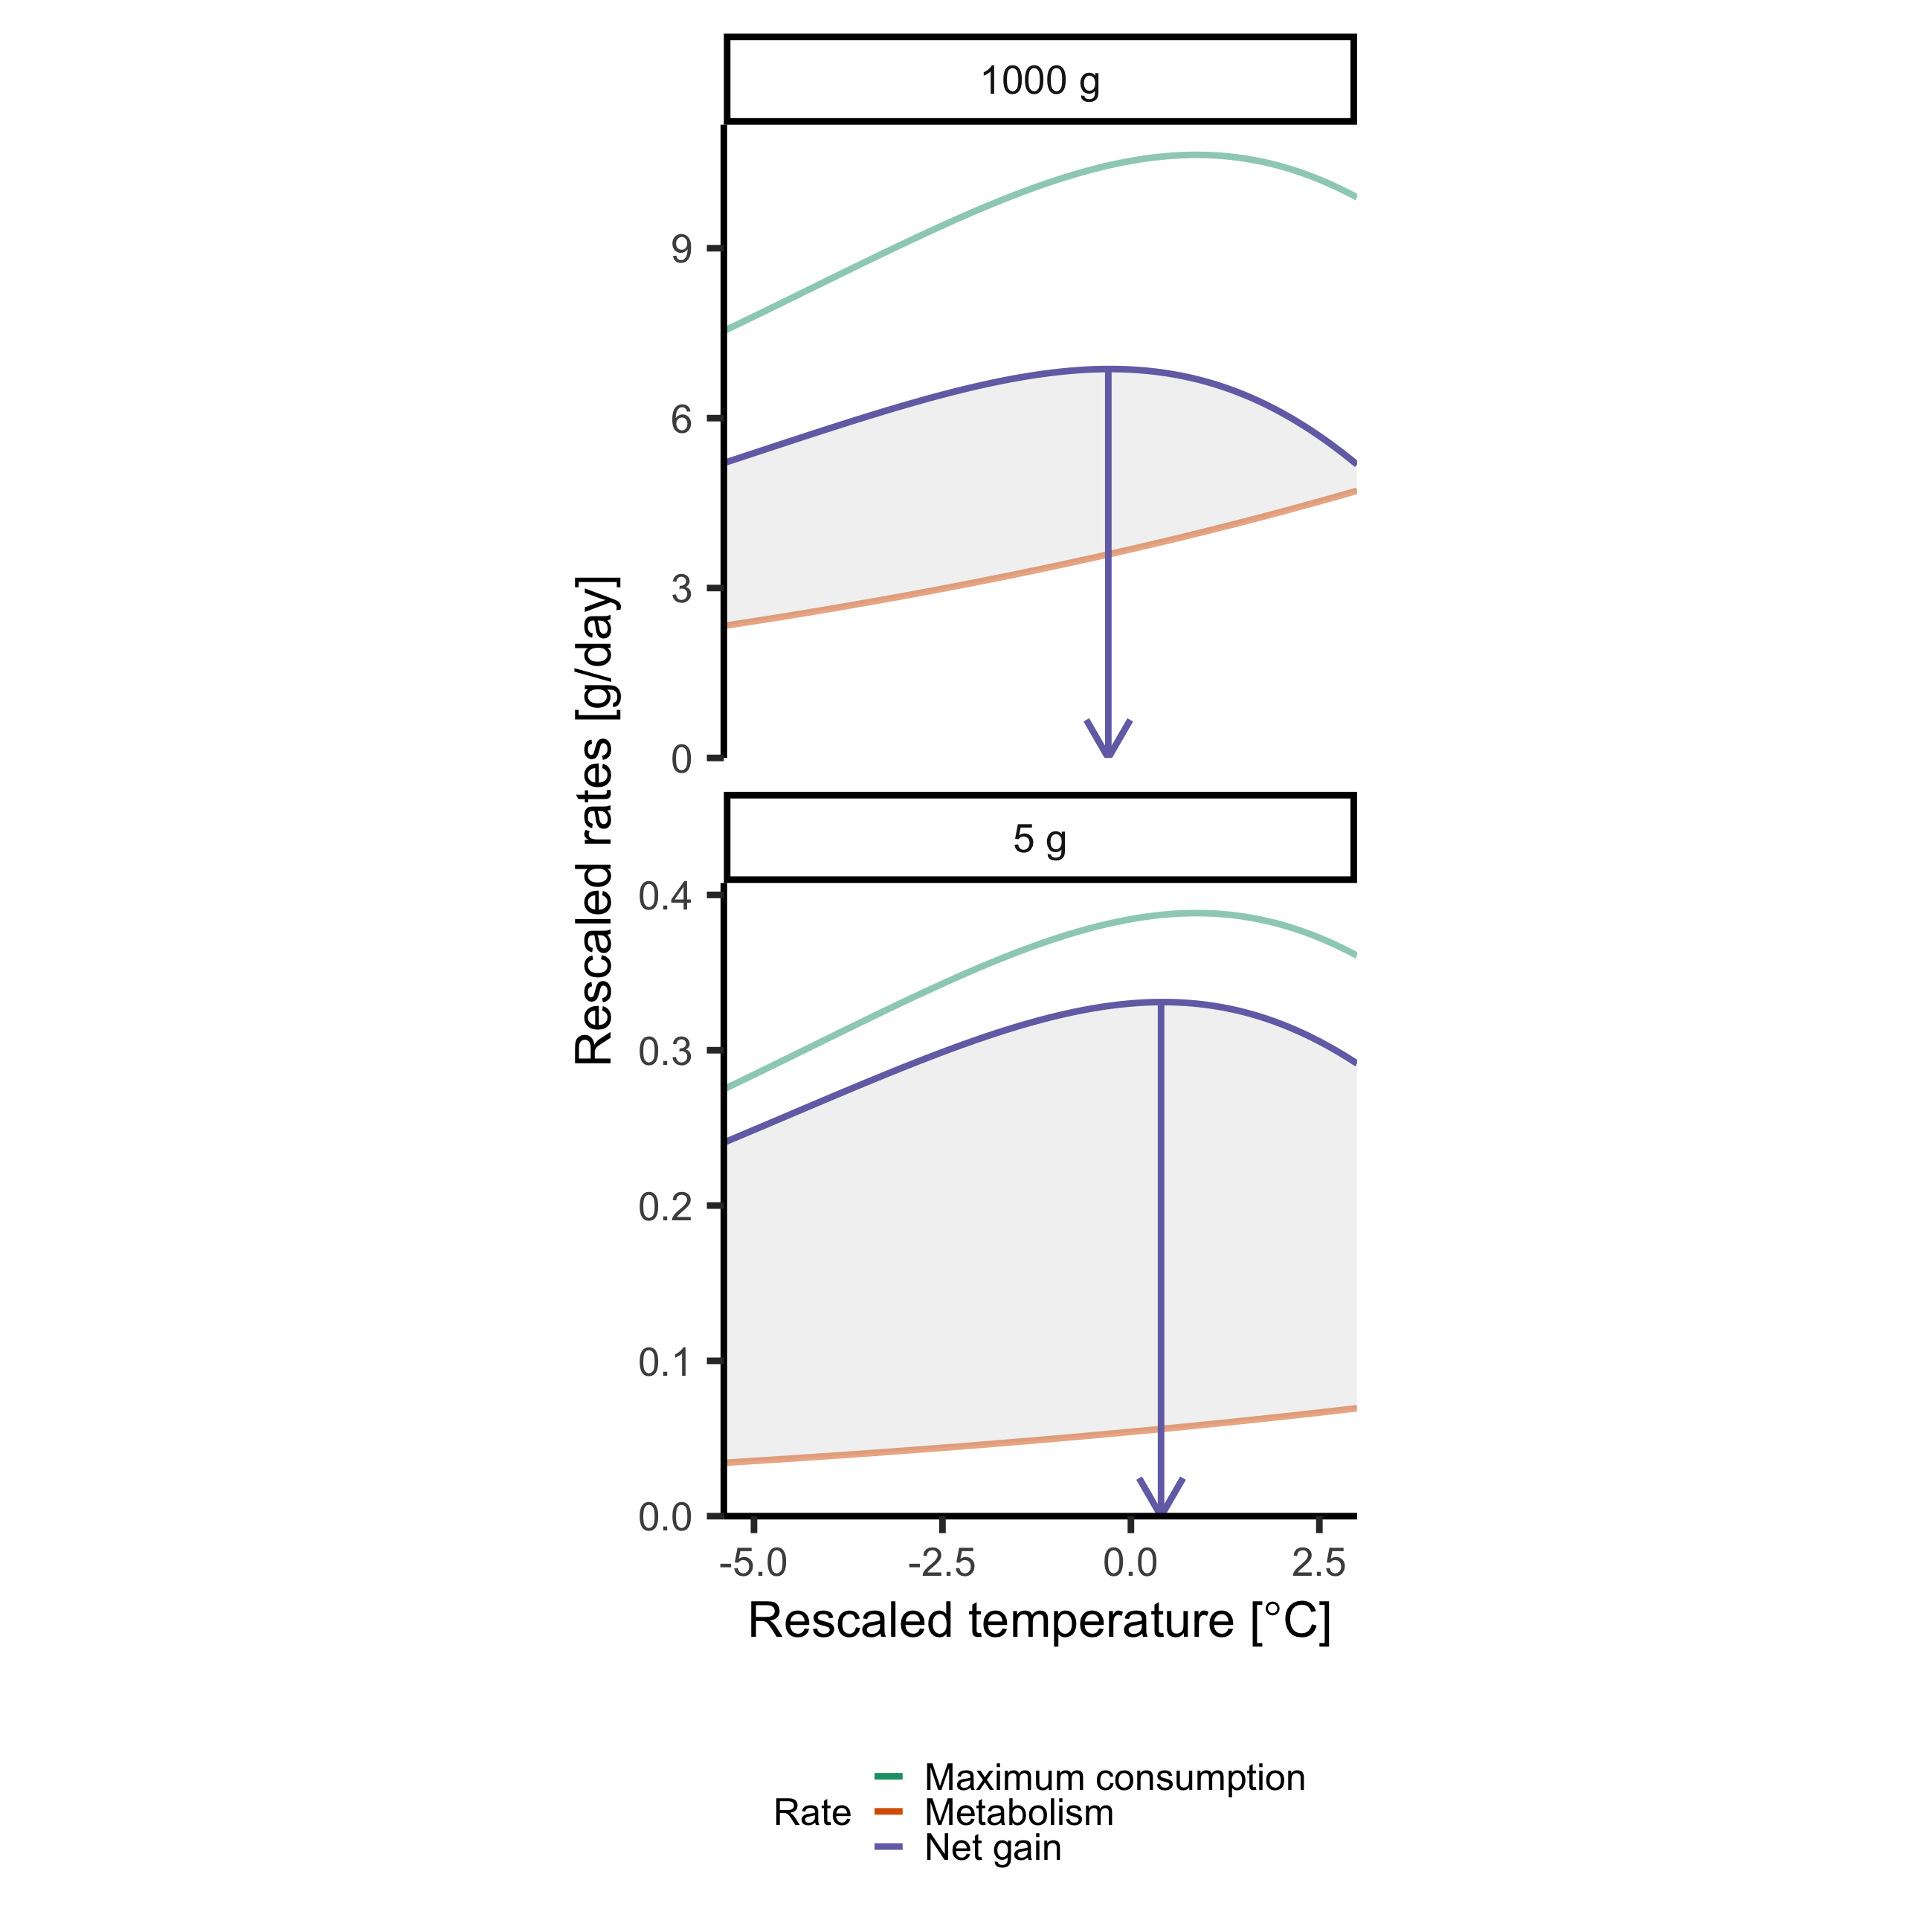 1000 g
9
6
3
0
Rescaled rates [g/day]
5 g
0.4
0.3
0.2
0.1
0.0
-5.0 -2.5 0.0 2.5
Rescaled temperature [°C]
Rate
Maximum consumption
Metabolism
Net gain